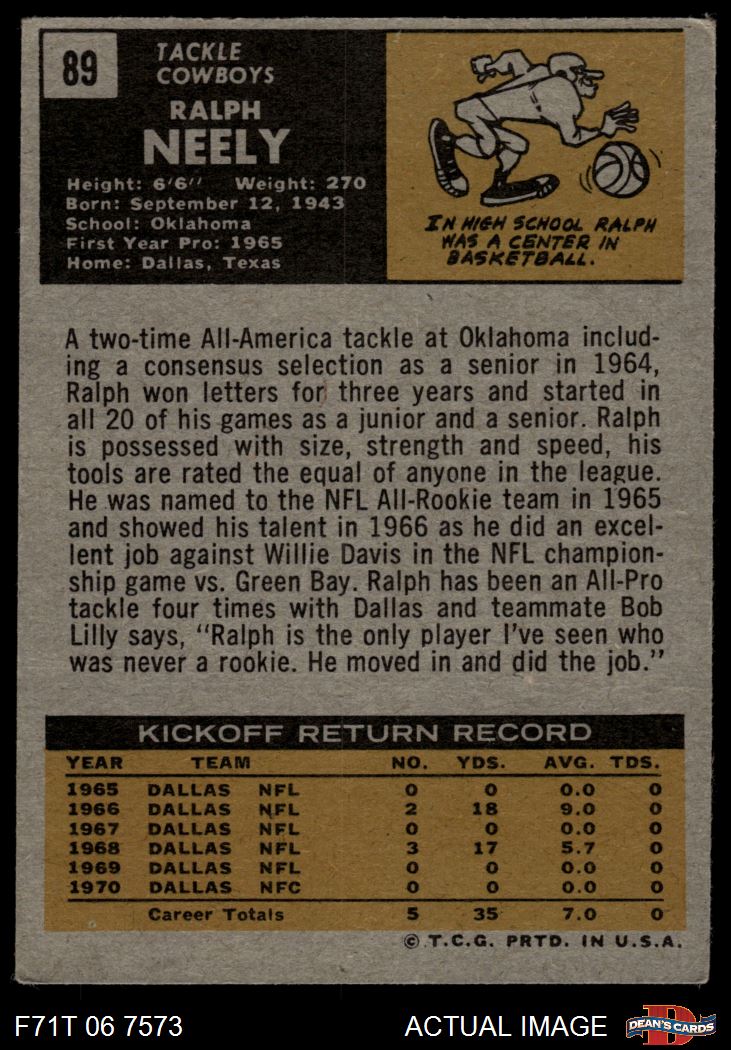 89
TACKLE
COWBOYS
RALPH
NEELY
Height: 6'6" Weight: 270
Born: September 12, 1943
School: Oklahoma
First Year Pro: 1965
Home: Dallas, Texas
IN HIGH SCHOOL RALPH
WAS A CENTER IN
BASKETBALL.
A two-time All-America tackle at Oklahoma includ-
ing a consensus selection as a senior in 1964,
Ralph won letters for three years and started in
all 20 of his games as a junior and a senior. Ralph
is possessed with size, strength and speed, his
tools are rated the equal of anyone in the league.
He was named to the NFL All-Rookie team in 1965
and showed his talent in 1966 as he did an excel-
lent job against Willie Davis in the NFL champion-
ship game vs. Green Bay. Ralph has been an All-Pro
tackle four times with Dallas and teammate Bob
Lilly says, "Ralph is the only player I've seen who
was never a rookie. He moved in and did the job."
KICKOFF RETURN RECORD
YEAR TEAM NO. YDS. AVG. TDS.
1965 DALLAS NFL 0 0 0.0 0
1966 DALLAS NFL 2 18 9.0 0
1967 DALLAS NFL 0 0 0.0 0
1968 DALLAS NFL 3 17 5.7 0
1969 DALLAS NFL 0 0 0.0 0
1970 DALLAS NFC 0 0 0.0 0
Career Totals 5 35 7.0 0
© T.C.G. PRTD. IN U.S.A.
F71T 06 7573 ACTUAL IMAGE DEAN'S CARDS